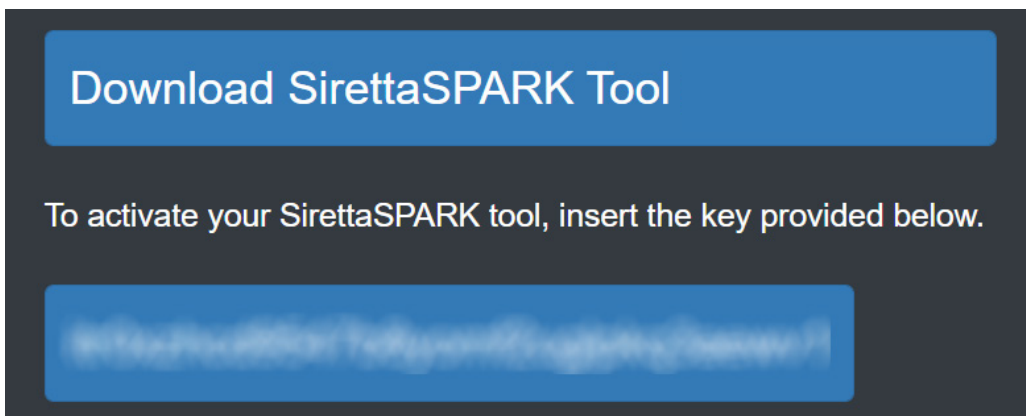 Download SirettaSPARK Tool
To activate your SirettaSPARK tool, insert the key provided below.